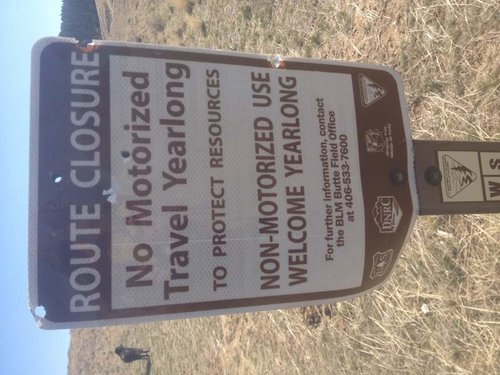 ROUTE CLOSURE
No Motorized
Travel Yearlong
TO PROTECT RESOURCES
NON-MOTORIZED USE
WELCOME YEARLONG
For further information, contact
the BLM Butte Field Office
at 406-533-7600
DNRC